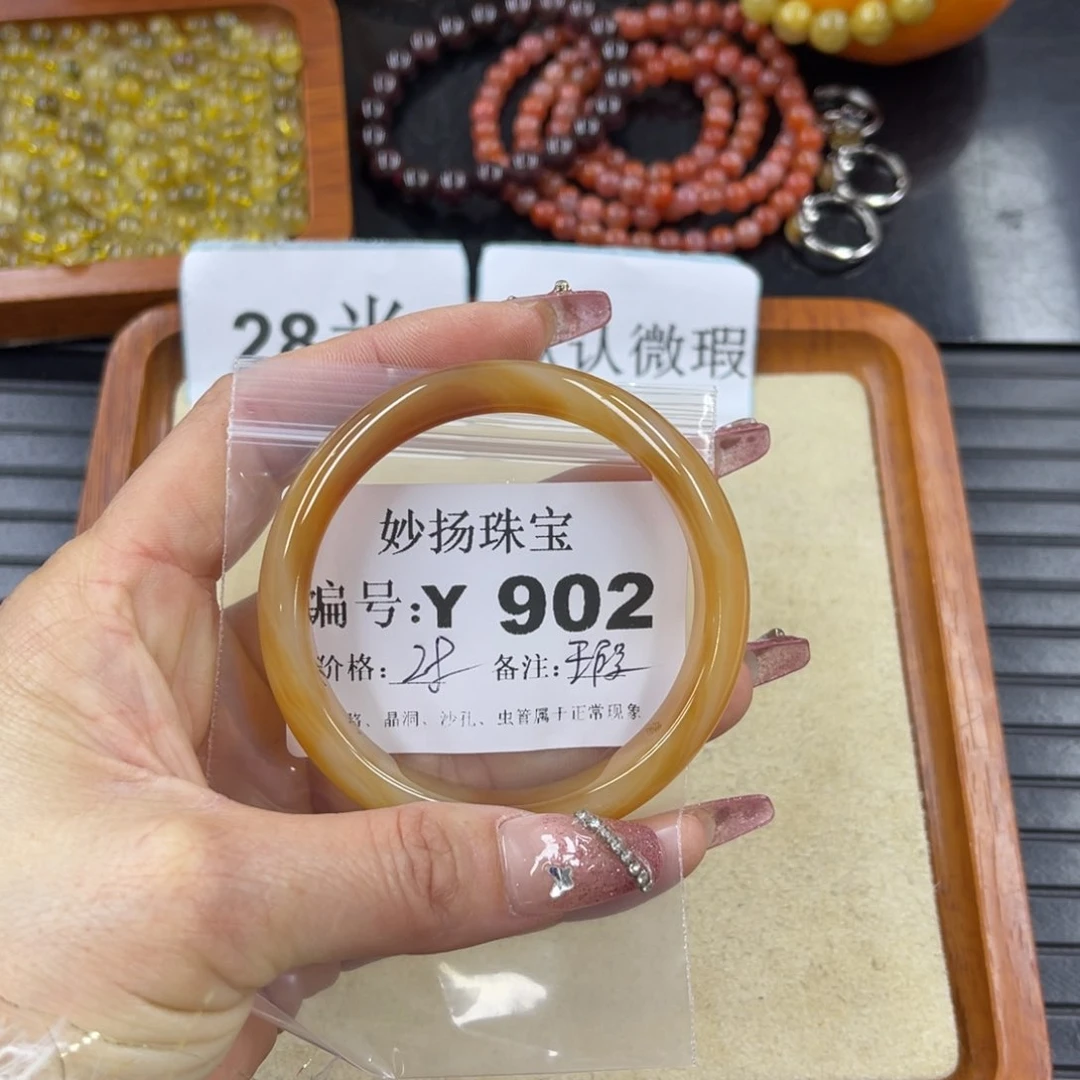 28
认微瑕
妙扬珠宝
编号:Y 902
价格: 28 备注:
、晶洞、沙孔、虫管属于正常现象